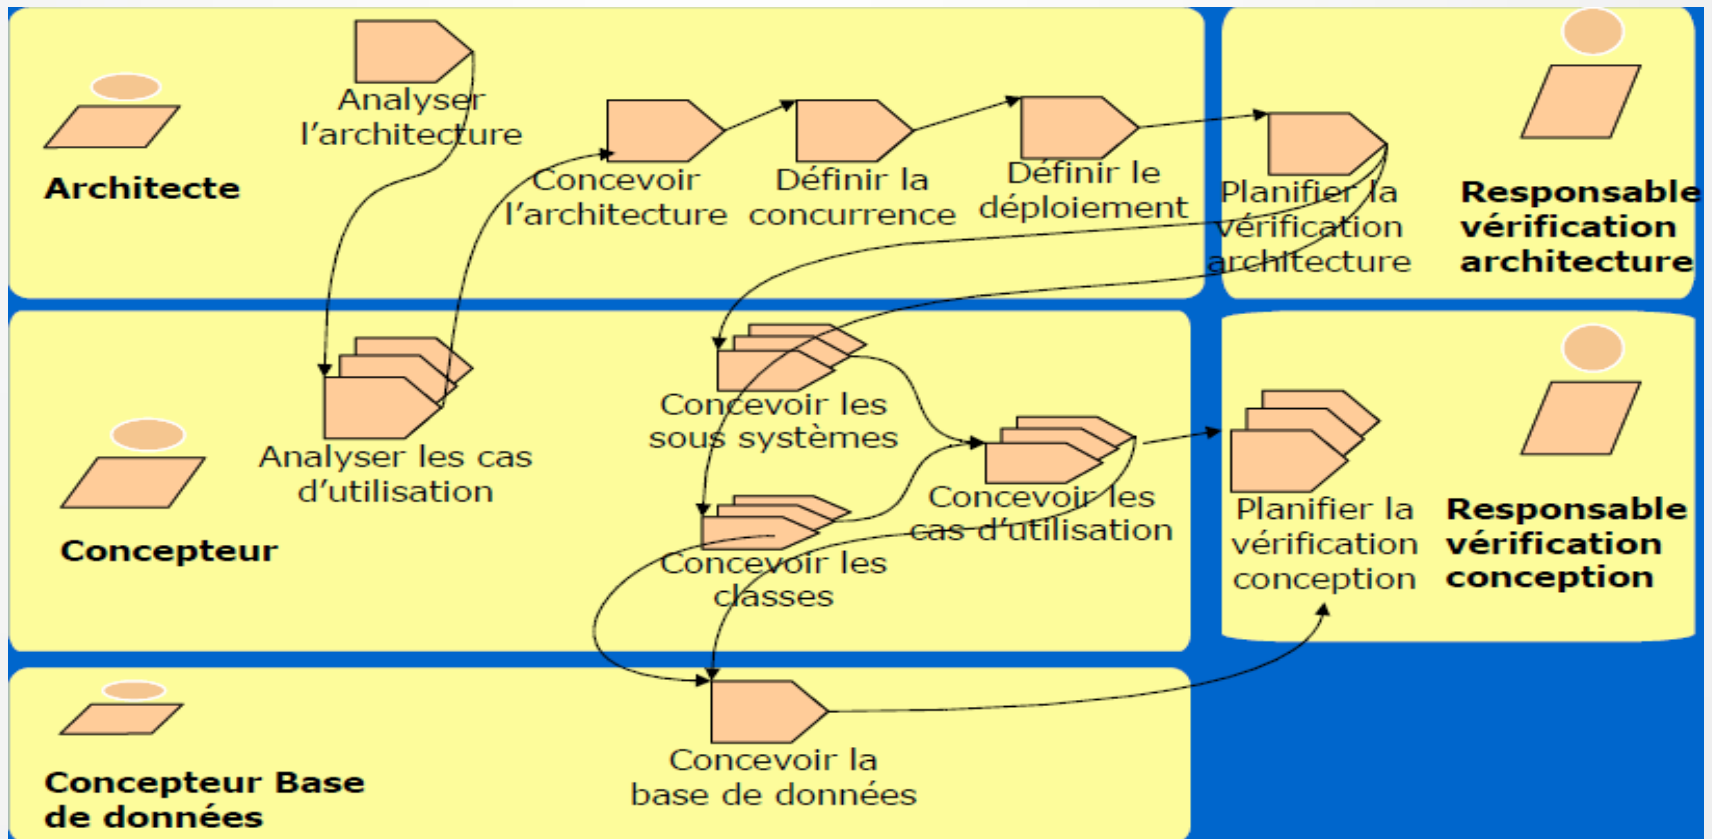 Analyser
l'architecture
Architecte
Concevoir
l'architecture
Définir la
concurrence
Définir le
déploiement
Planifier la
vérification
architecture
Responsable
vérification
architecture
Analyser les cas
d'utilisation
Concepteur
Concevoir les
sous systèmes
Concevoir les
classes
Concevoir les
cas d'utilisation
Planifier la
vérification
conception
Responsable
vérification
conception
Concepteur Base
de données
Concevoir la
base de données